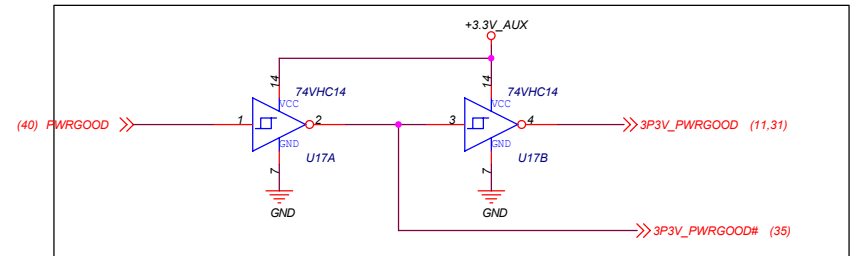 +3.3V_AUX
14 74VHC14 14 74VHC14
VCC VCC
(40) PWRGOOD 1 2 3 4 3P3V_PWRGOOD (11,31)
GND GND
U17A U17B
7 7
GND GND
3P3V_PWRGOOD# (35)